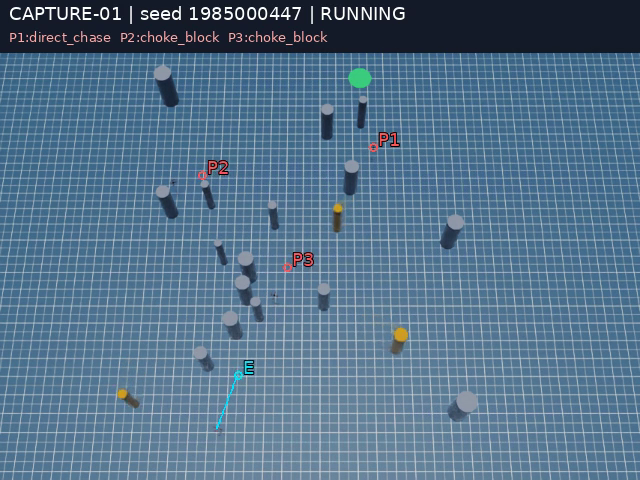 CAPTURE-01 | seed 1985000447 | RUNNING
P1:direct_chase P2:choke_block P3:choke_block
P1
P2
P3
E